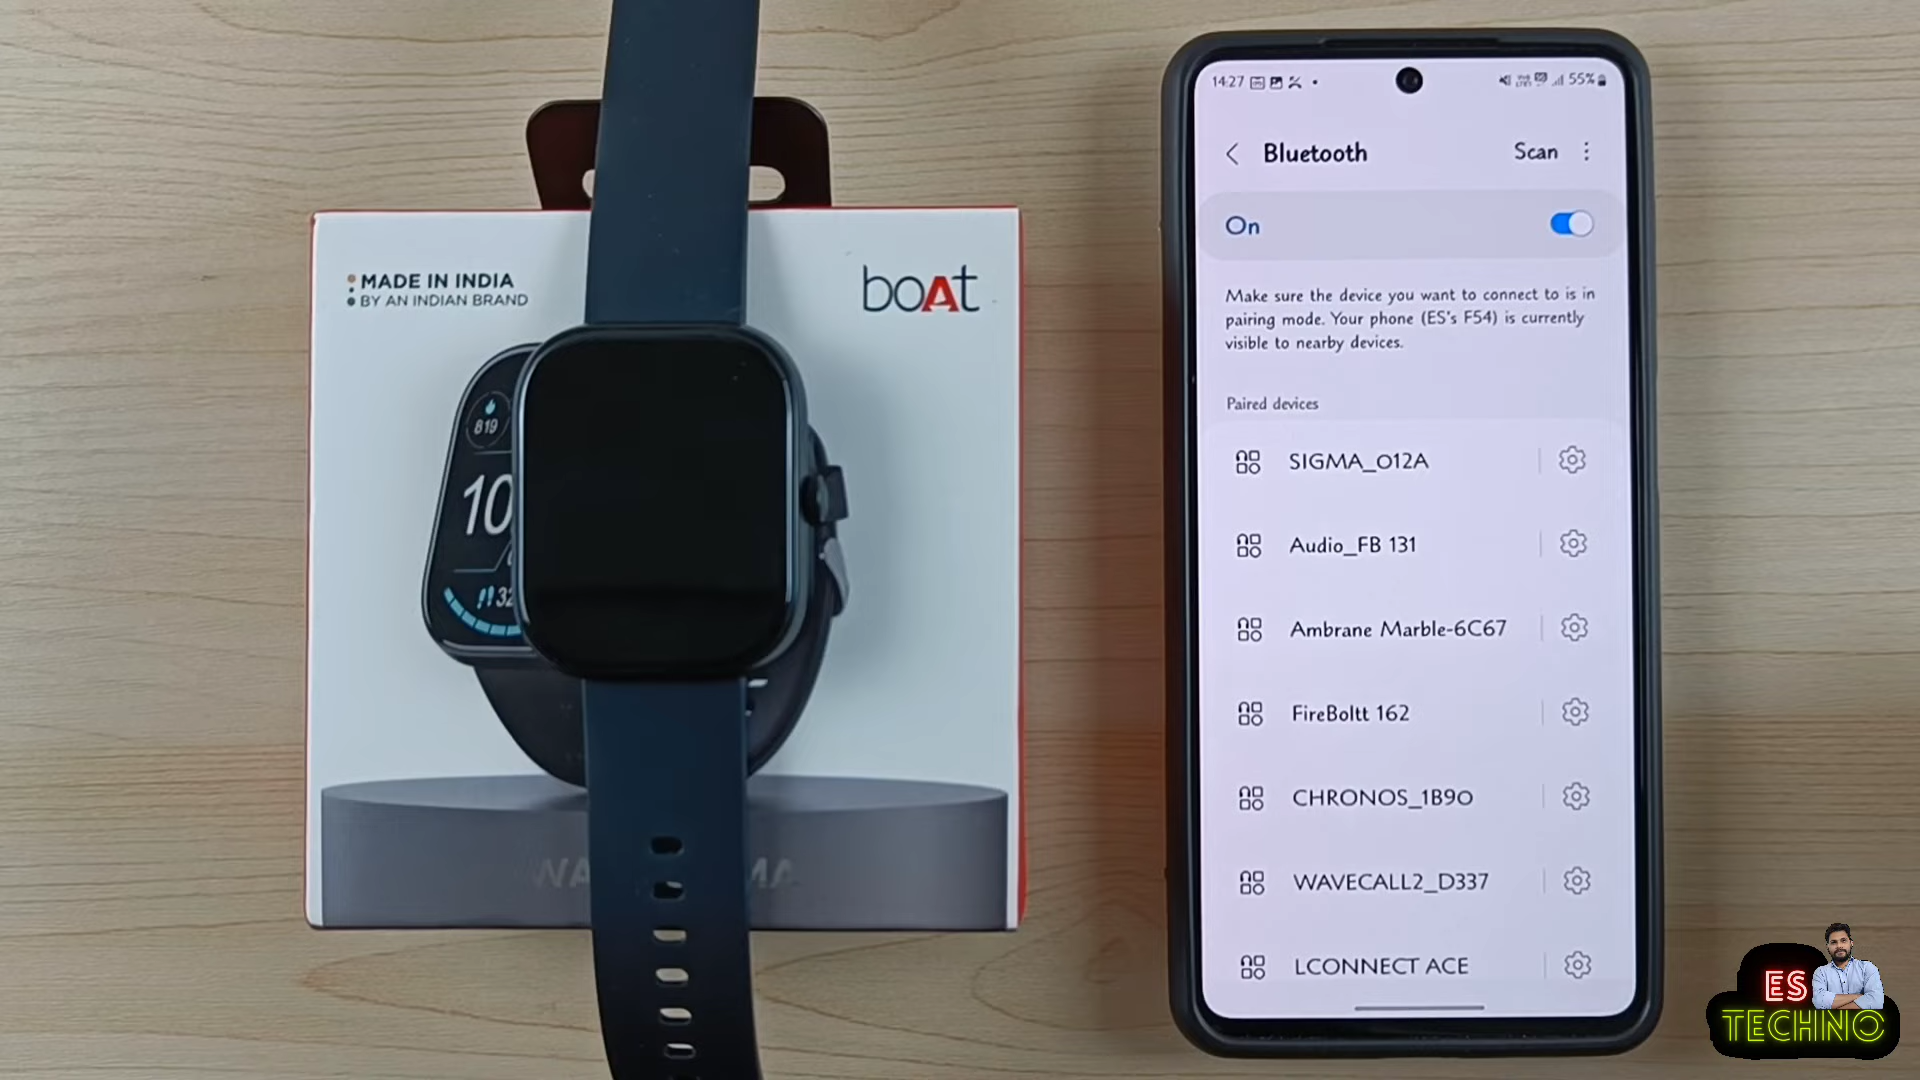 MADE IN INDIA
BY AN INDIAN BRAND
boAt
819
10
32
14:27
55%
Bluetooth
Scan
On
Make sure the device you want to connect to is in
pairing mode. Your phone (ES's F54) is currently
visible to nearby devices.
Paired devices
SIGMA_012A
Audio_FB 131
Ambrane Marble-6C67
FireBoltt 162
CHRONOS_1B90
WAVECALL2_D337
LCONNECT ACE
ES
TECHNO